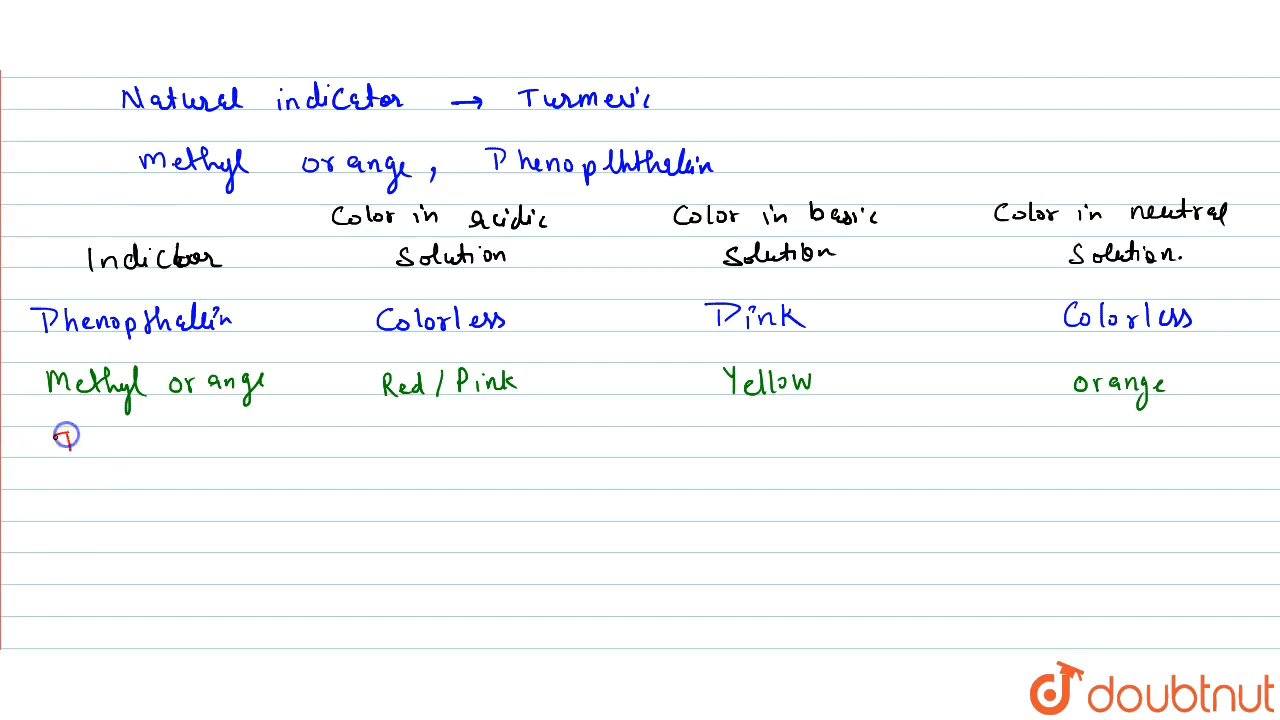 Natural indicator → Turmeric
Methyl orange, Phenopththalein
Color in acidic Color in basic Color in neutral
Indicator Solution Solution Solution.
Phenopthalein Colorless Pink Colorless
Methyl orange Red / Pink Yellow orange
T
doubtnut